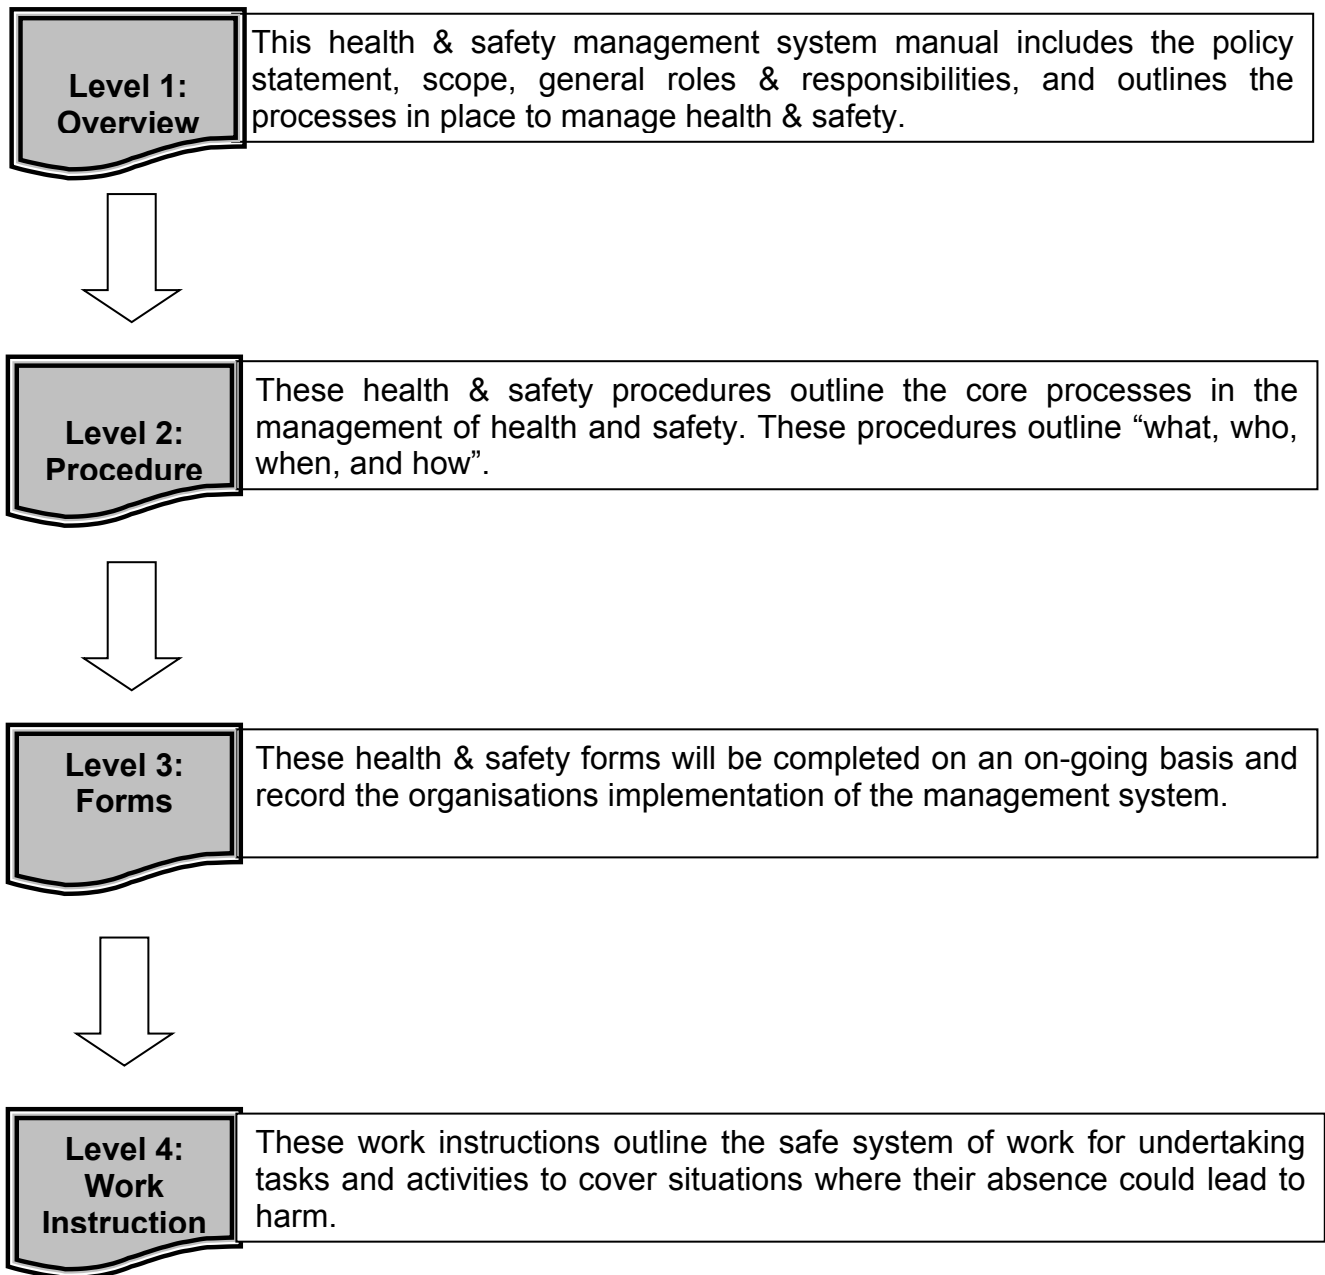 Level 1:
Overview
This health & safety management system manual includes the policy
statement, scope, general roles & responsibilities, and outlines the
processes in place to manage health & safety.
Level 2:
Procedure
These health & safety procedures outline the core processes in the
management of health and safety. These procedures outline “what, who,
when, and how”.
Level 3:
Forms
These health & safety forms will be completed on an on-going basis and
record the organisations implementation of the management system.
Level 4:
Work
Instruction
These work instructions outline the safe system of work for undertaking
tasks and activities to cover situations where their absence could lead to
harm.